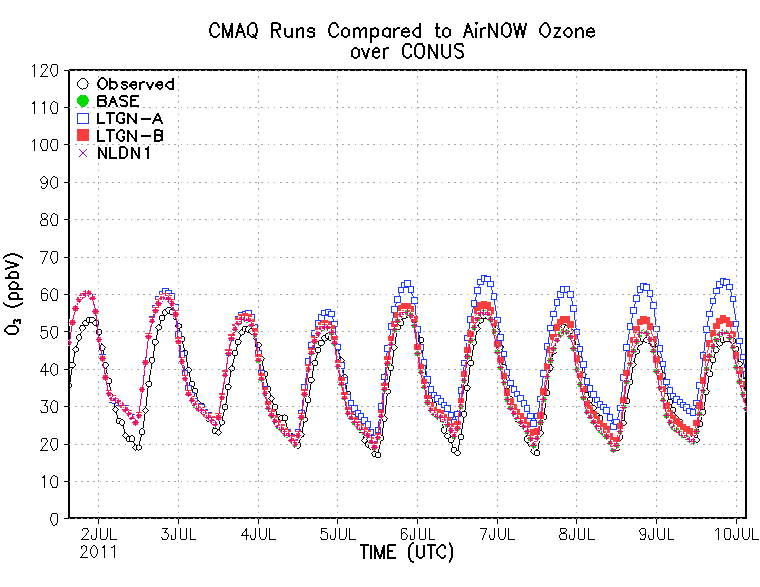 CMAQ Runs Compared to AirNOW Ozone
over CONUS
120
110
100
90
80
70
60
50
40
30
20
10
0
O₃ (ppbV)
Observed
BASE
LTGN-A
LTGN-B
NLDN1
2JUL 3JUL 4JUL 5JUL 6JUL 7JUL 8JUL 9JUL 10JUL
2011
TIME (UTC)